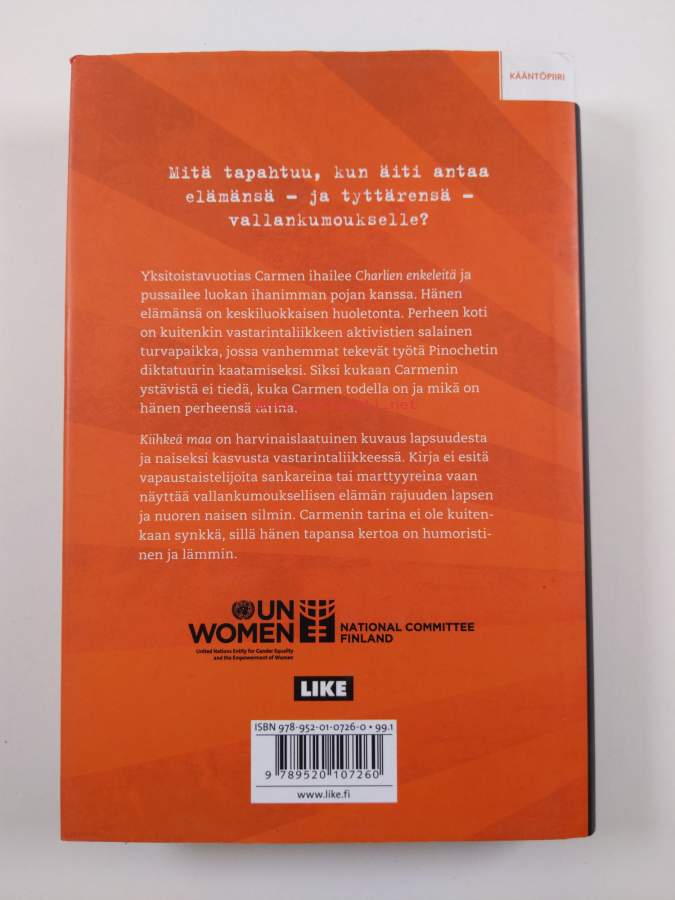 KÄÄNTÖPIIRI
Mitä tapahtuu, kun äiti antaa
elämänsä – ja tyttärensä –
vallankumoukselle?
Yksitoistavuotias Carmen ihailee Charlien enkeleitä ja
pussailee luokan ihanimman pojan kanssa. Hänen
elämänsä on keskiluokkaisen huoletonta. Perheen koti
on kuitenkin vastarintaliikkeen aktivistien salainen
turvapaikka, jossa vanhemmat tekevät työtä Pinochetin
diktatuurin kaatamiseksi. Siksi kukaan Carmenin
ystävistä ei tiedä, kuka Carmen todella on ja mikä on
hänen perheensä tarina.
Kiihkeä maa on harvinaislaatuinen kuvaus lapsuudesta
ja naiseksi kasvusta vastarintaliikkeessä. Kirja ei esitä
vapaustaistelijoita sankareina tai marttyyreina vaan
näyttää vallankumouksellisen elämän rajuuden lapsen
ja nuoren naisen silmin. Carmenin tarina ei ole kuiten-
kaan synkkä, sillä hänen tapansa kertoa on humoristi-
nen ja lämmin.
UN
WOMEN
United Nations Entity for Gender Equality
and the Empowerment of Women
NATIONAL COMMITTEE
FINLAND
LIKE
ISBN 978-952-01-0726-0 • 99.1
9 789520 107260
www.like.fi